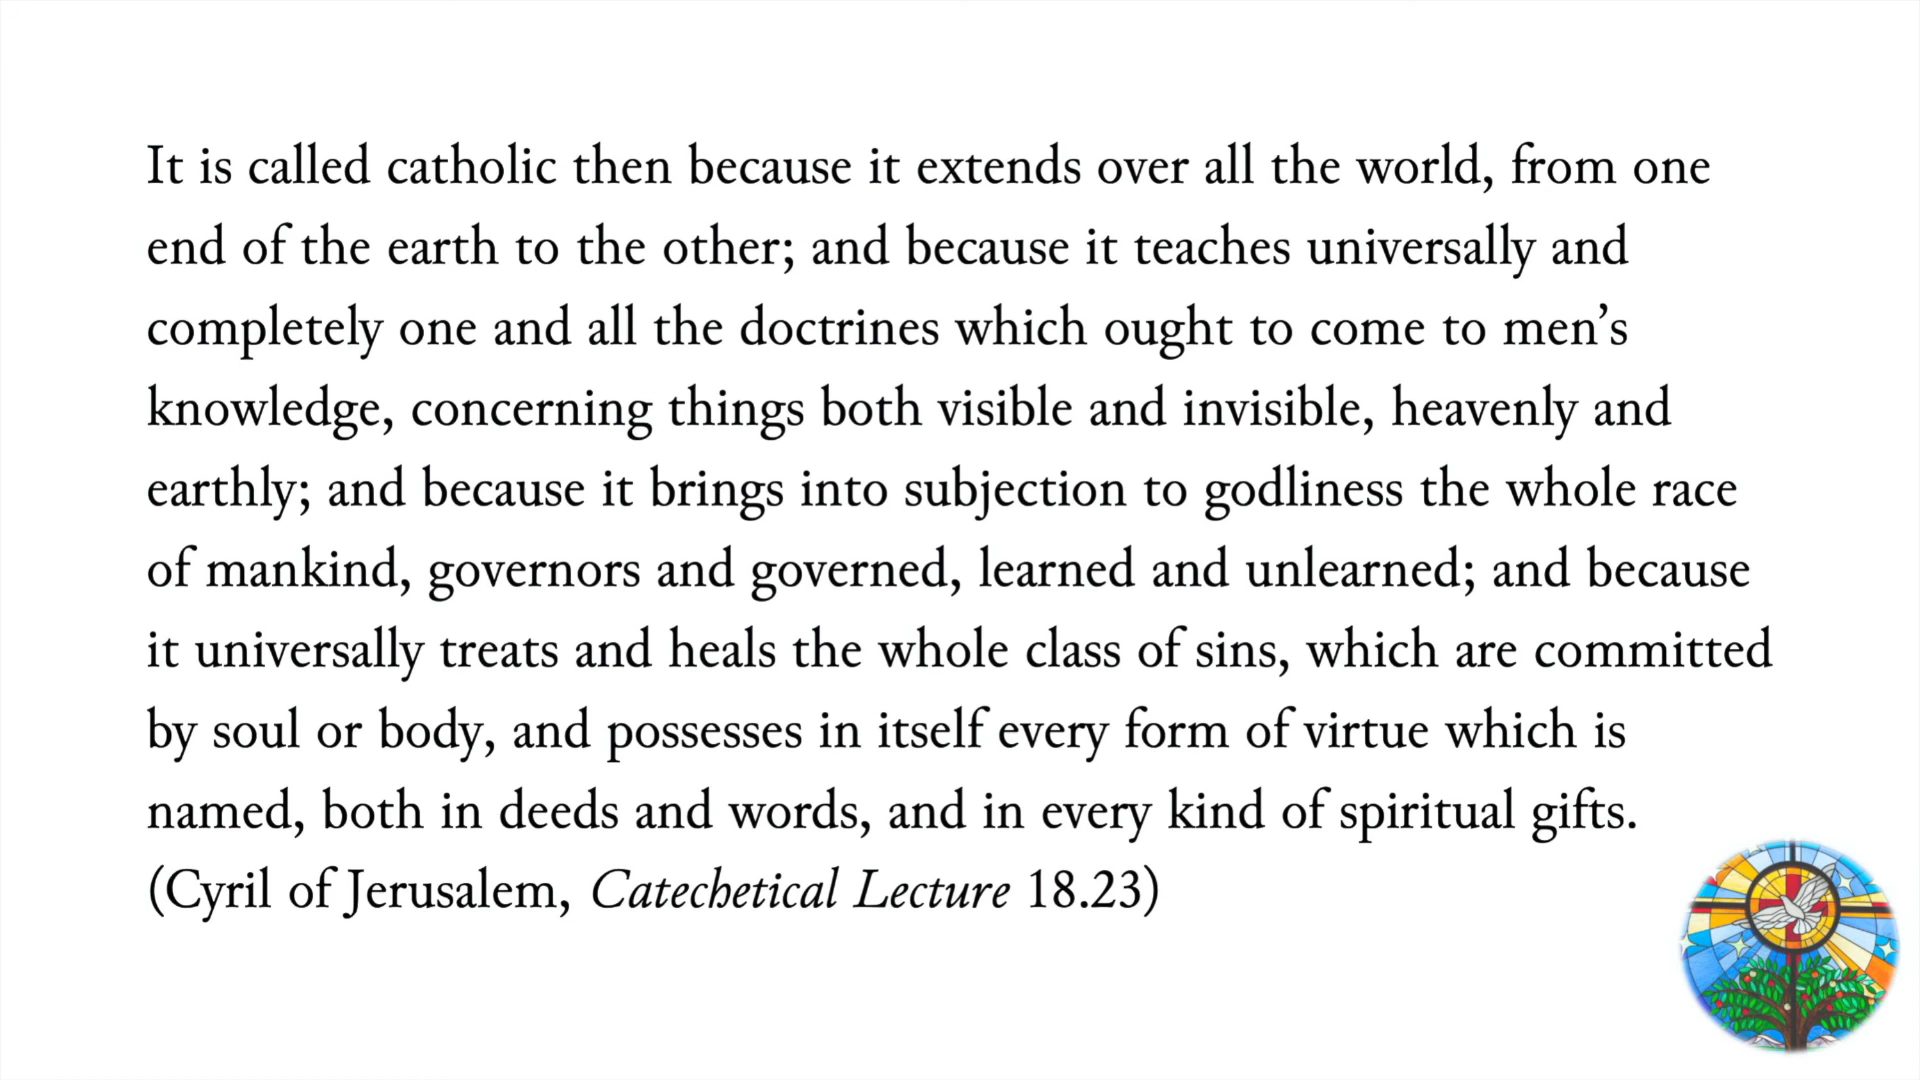 It is called catholic then because it extends over all the world, from one
end of the earth to the other; and because it teaches universally and
completely one and all the doctrines which ought to come to men’s
knowledge, concerning things both visible and invisible, heavenly and
earthly; and because it brings into subjection to godliness the whole race
of mankind, governors and governed, learned and unlearned; and because
it universally treats and heals the whole class of sins, which are committed
by soul or body, and possesses in itself every form of virtue which is
named, both in deeds and words, and in every kind of spiritual gifts.
(Cyril of Jerusalem, Catechetical Lecture 18.23)